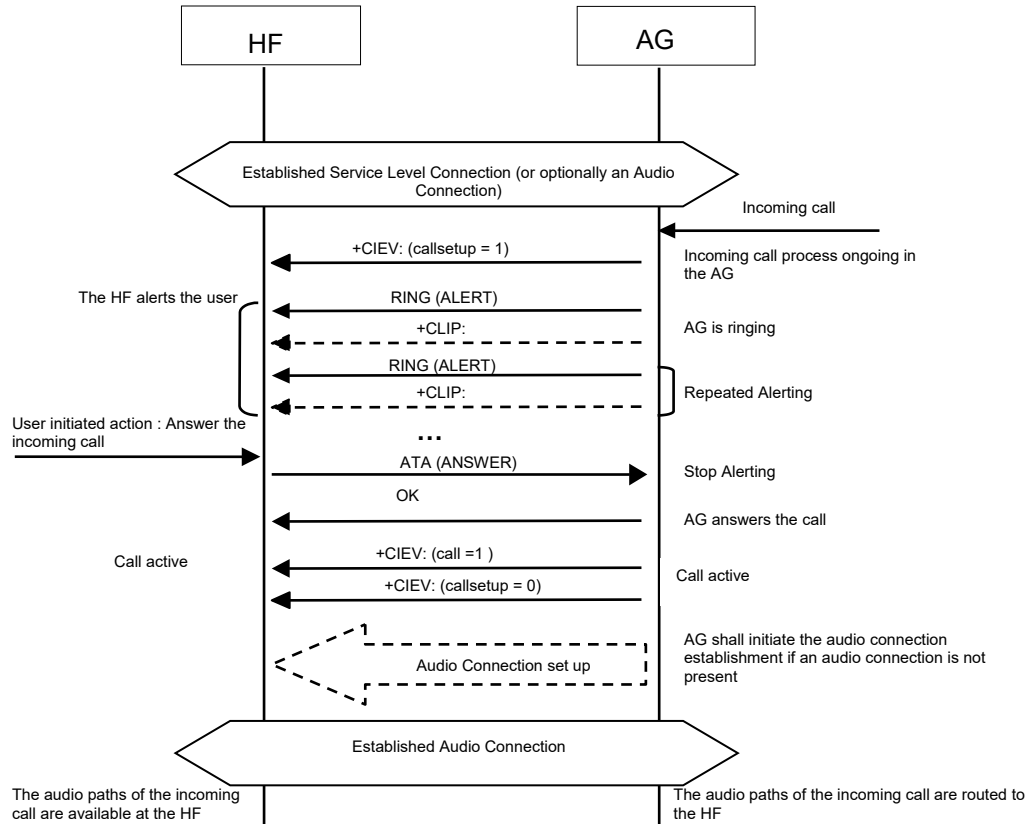 HF
AG
Established Service Level Connection (or optionally an Audio
Connection)
Incoming call
+CIEV: (callsetup = 1)
Incoming call process ongoing in
the AG
The HF alerts the user
RING (ALERT)
+CLIP:
AG is ringing
RING (ALERT)
+CLIP:
Repeated Alerting
User initiated action : Answer the
incoming call
...
ATA (ANSWER)
Stop Alerting
OK
AG answers the call
Call active
+CIEV: (call =1 )
Call active
+CIEV: (callsetup = 0)
AG shall initiate the audio connection
establishment if an audio connection is not
present
Audio Connection set up
Established Audio Connection
The audio paths of the incoming
call are available at the HF
The audio paths of the incoming call are routed to
the HF